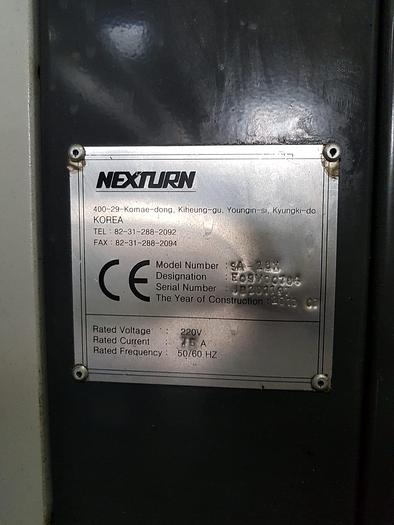 NEXTURN
400-29-Komae-dong, Kiheung-gu, Youngin-si, Kyungki-do
KOREA
TEL : 82-31-288-2092
FAX : 82-31-288-2094
CE
Model Number :
Designation :
Serial Number :
The Year of Construction :
Rated Voltage : 220V
Rated Current : 75 A
Rated Frequency : 50/60 HZ